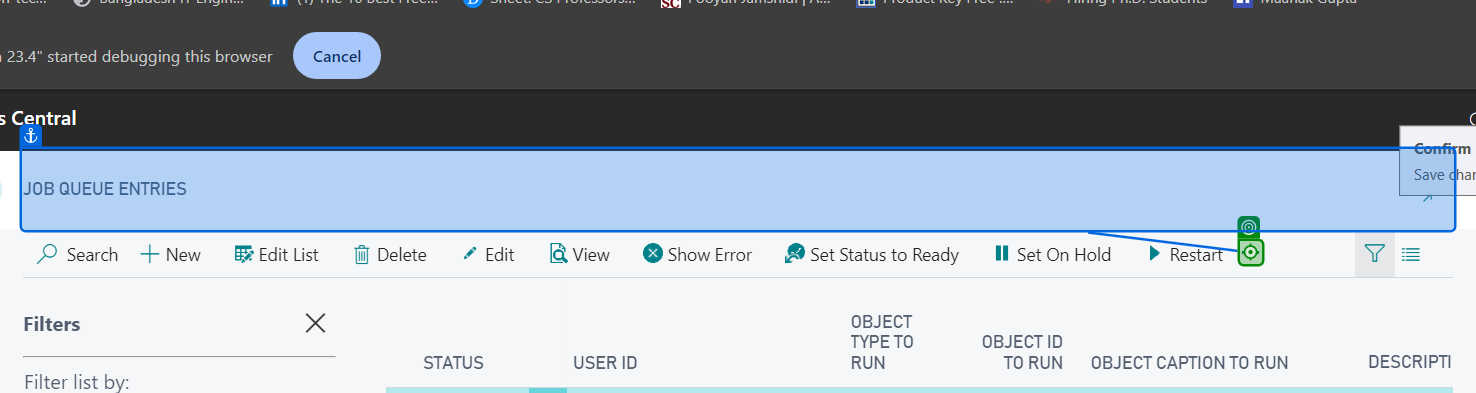 Bangladesh IT Engin...
(1) The 10 Best Free...
Sheet: CS Professors...
Pooyan Jamshidi | A...
Product Key Free -....
Hiring Ph.D. Students
Maanak Gupta
23.4" started debugging this browser
Cancel
s Central
Confirm
Save char
JOB QUEUE ENTRIES
Search New Edit List Delete Edit View Show Error Set Status to Ready Set On Hold Restart
Filters
Filter list by:
STATUS
USER ID
OBJECT
TYPE TO
RUN
OBJECT ID
TO RUN
OBJECT CAPTION TO RUN
DESCRIPTI